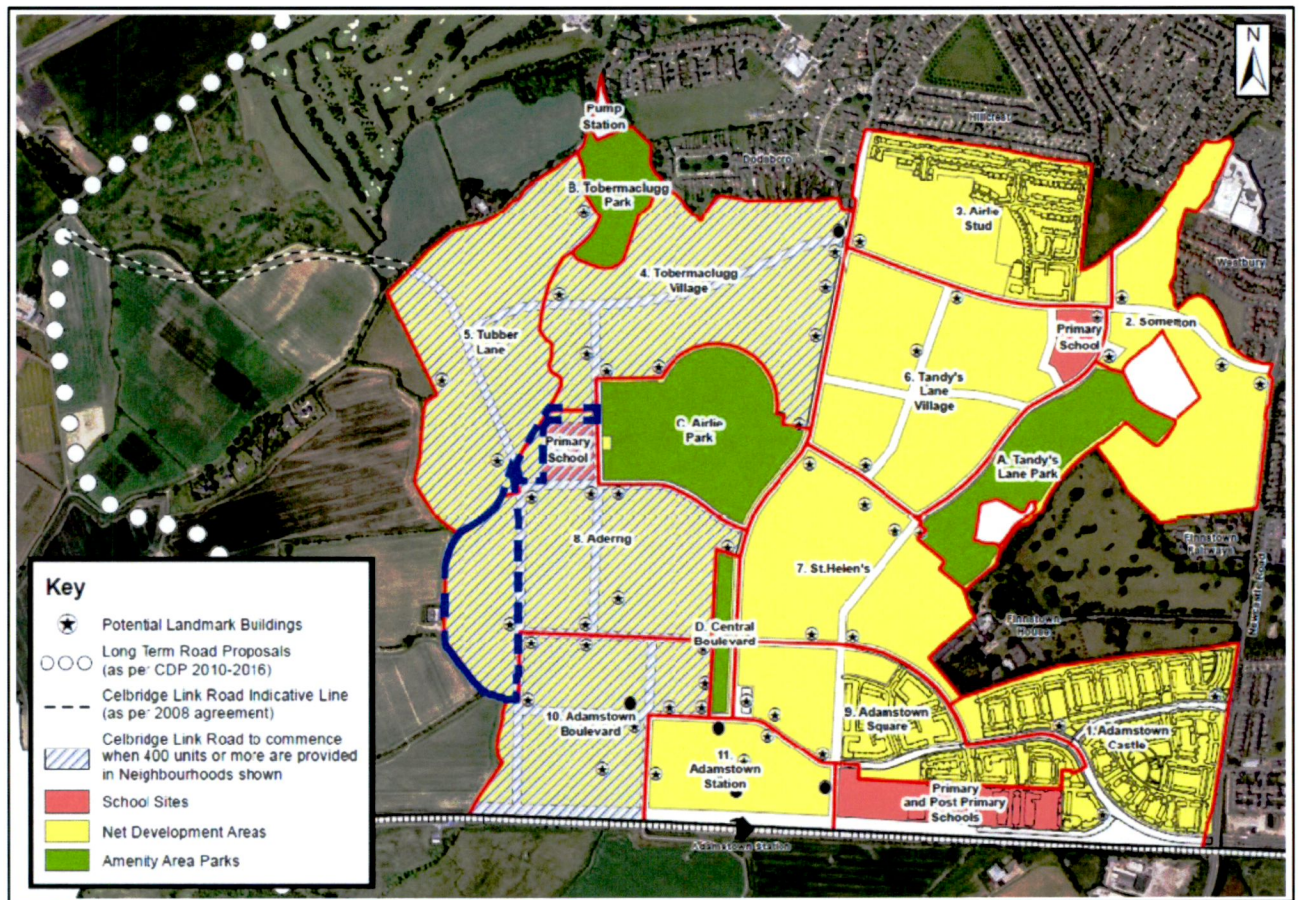 N
Pump
Station
Hillcrest
Dodsboro
B. Tobermaclugg
Park
3. Airlie
Stud
Westbury
4. Tobermaclugg
Village
5. Tubber
Lane
Primary
School
2. Somerton
6. Tandy's
Lane
Village
C. Airlie
Park
Primary
School
A. Tandy's
Lane Park
8. Aderrig
7. St.Helen's
Finnstown
Fairways
Newcastle Road
Finnstown
House
D. Central
Boulevard
10. Adamstown
Boulevard
9. Adamstown
Square
1. Adamstown
Castle
11.
Adamstown
Station
Primary
and Post Primary
Schools
Adamstown Station
Key
Potential Landmark Buildings
Long Term Road Proposals
(as per CDP 2010-2016)
Celbridge Link Road Indicative Line
(as per 2008 agreement)
Celbridge Link Road to commence
when 400 units or more are provided
in Neighbourhoods shown
School Sites
Net Development Areas
Amenity Area Parks